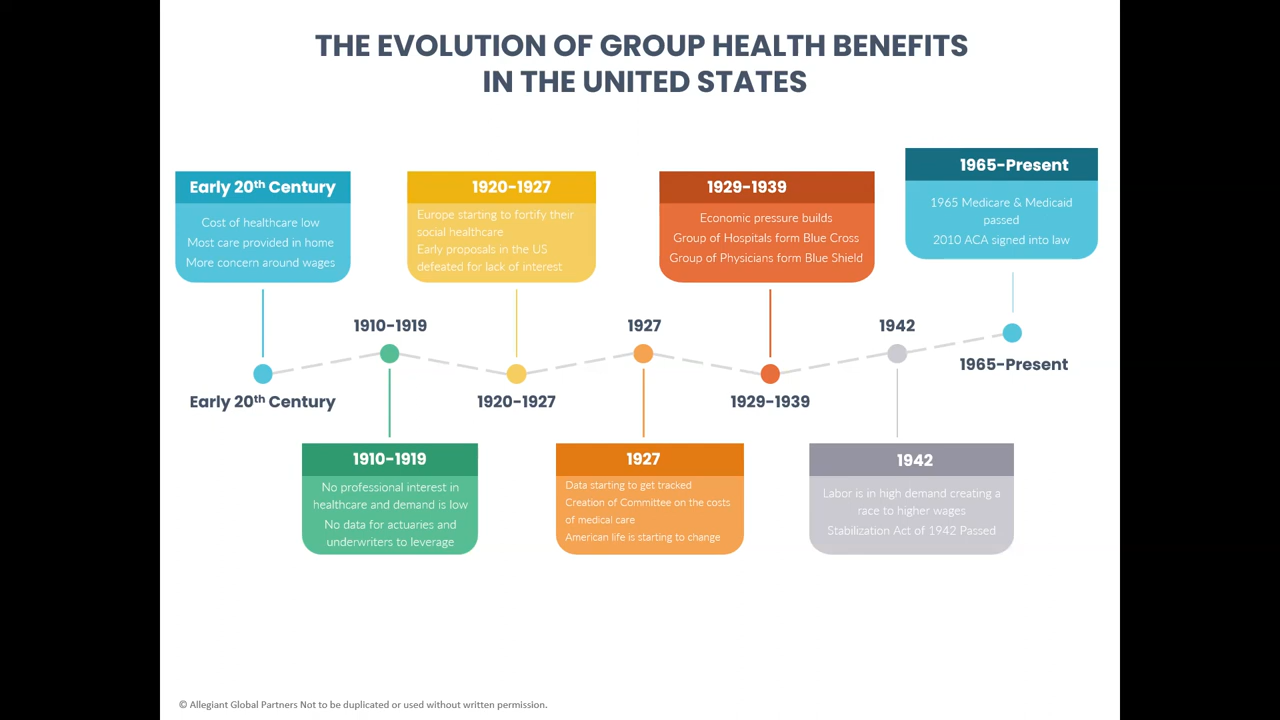 THE EVOLUTION OF GROUP HEALTH BENEFITS
IN THE UNITED STATES
Early 20th Century
Cost of healthcare low
Most care provided in home
More concern around wages
1920-1927
Europe starting to fortify their
social healthcare
Early proposals in the US
defeated for lack of interest
1929-1939
Economic pressure builds
Group of Hospitals form Blue Cross
Group of Physicians form Blue Shield
1965-Present
1965 Medicare & Medicaid
passed
2010 ACA signed into law
1910-1919
1927
1942
1965-Present
Early 20th Century
1920-1927
1929-1939
1910-1919
No professional interest in
healthcare and demand is low
No data for actuaries and
underwriters to leverage
1927
Data starting to get tracked
Creation of Committee on the costs
of medical care
American life is starting to change
1942
Labor is in high demand creating a
race to higher wages
Stabilization Act of 1942 Passed
© Allegiant Global Partners Not to be duplicated or used without written permission.